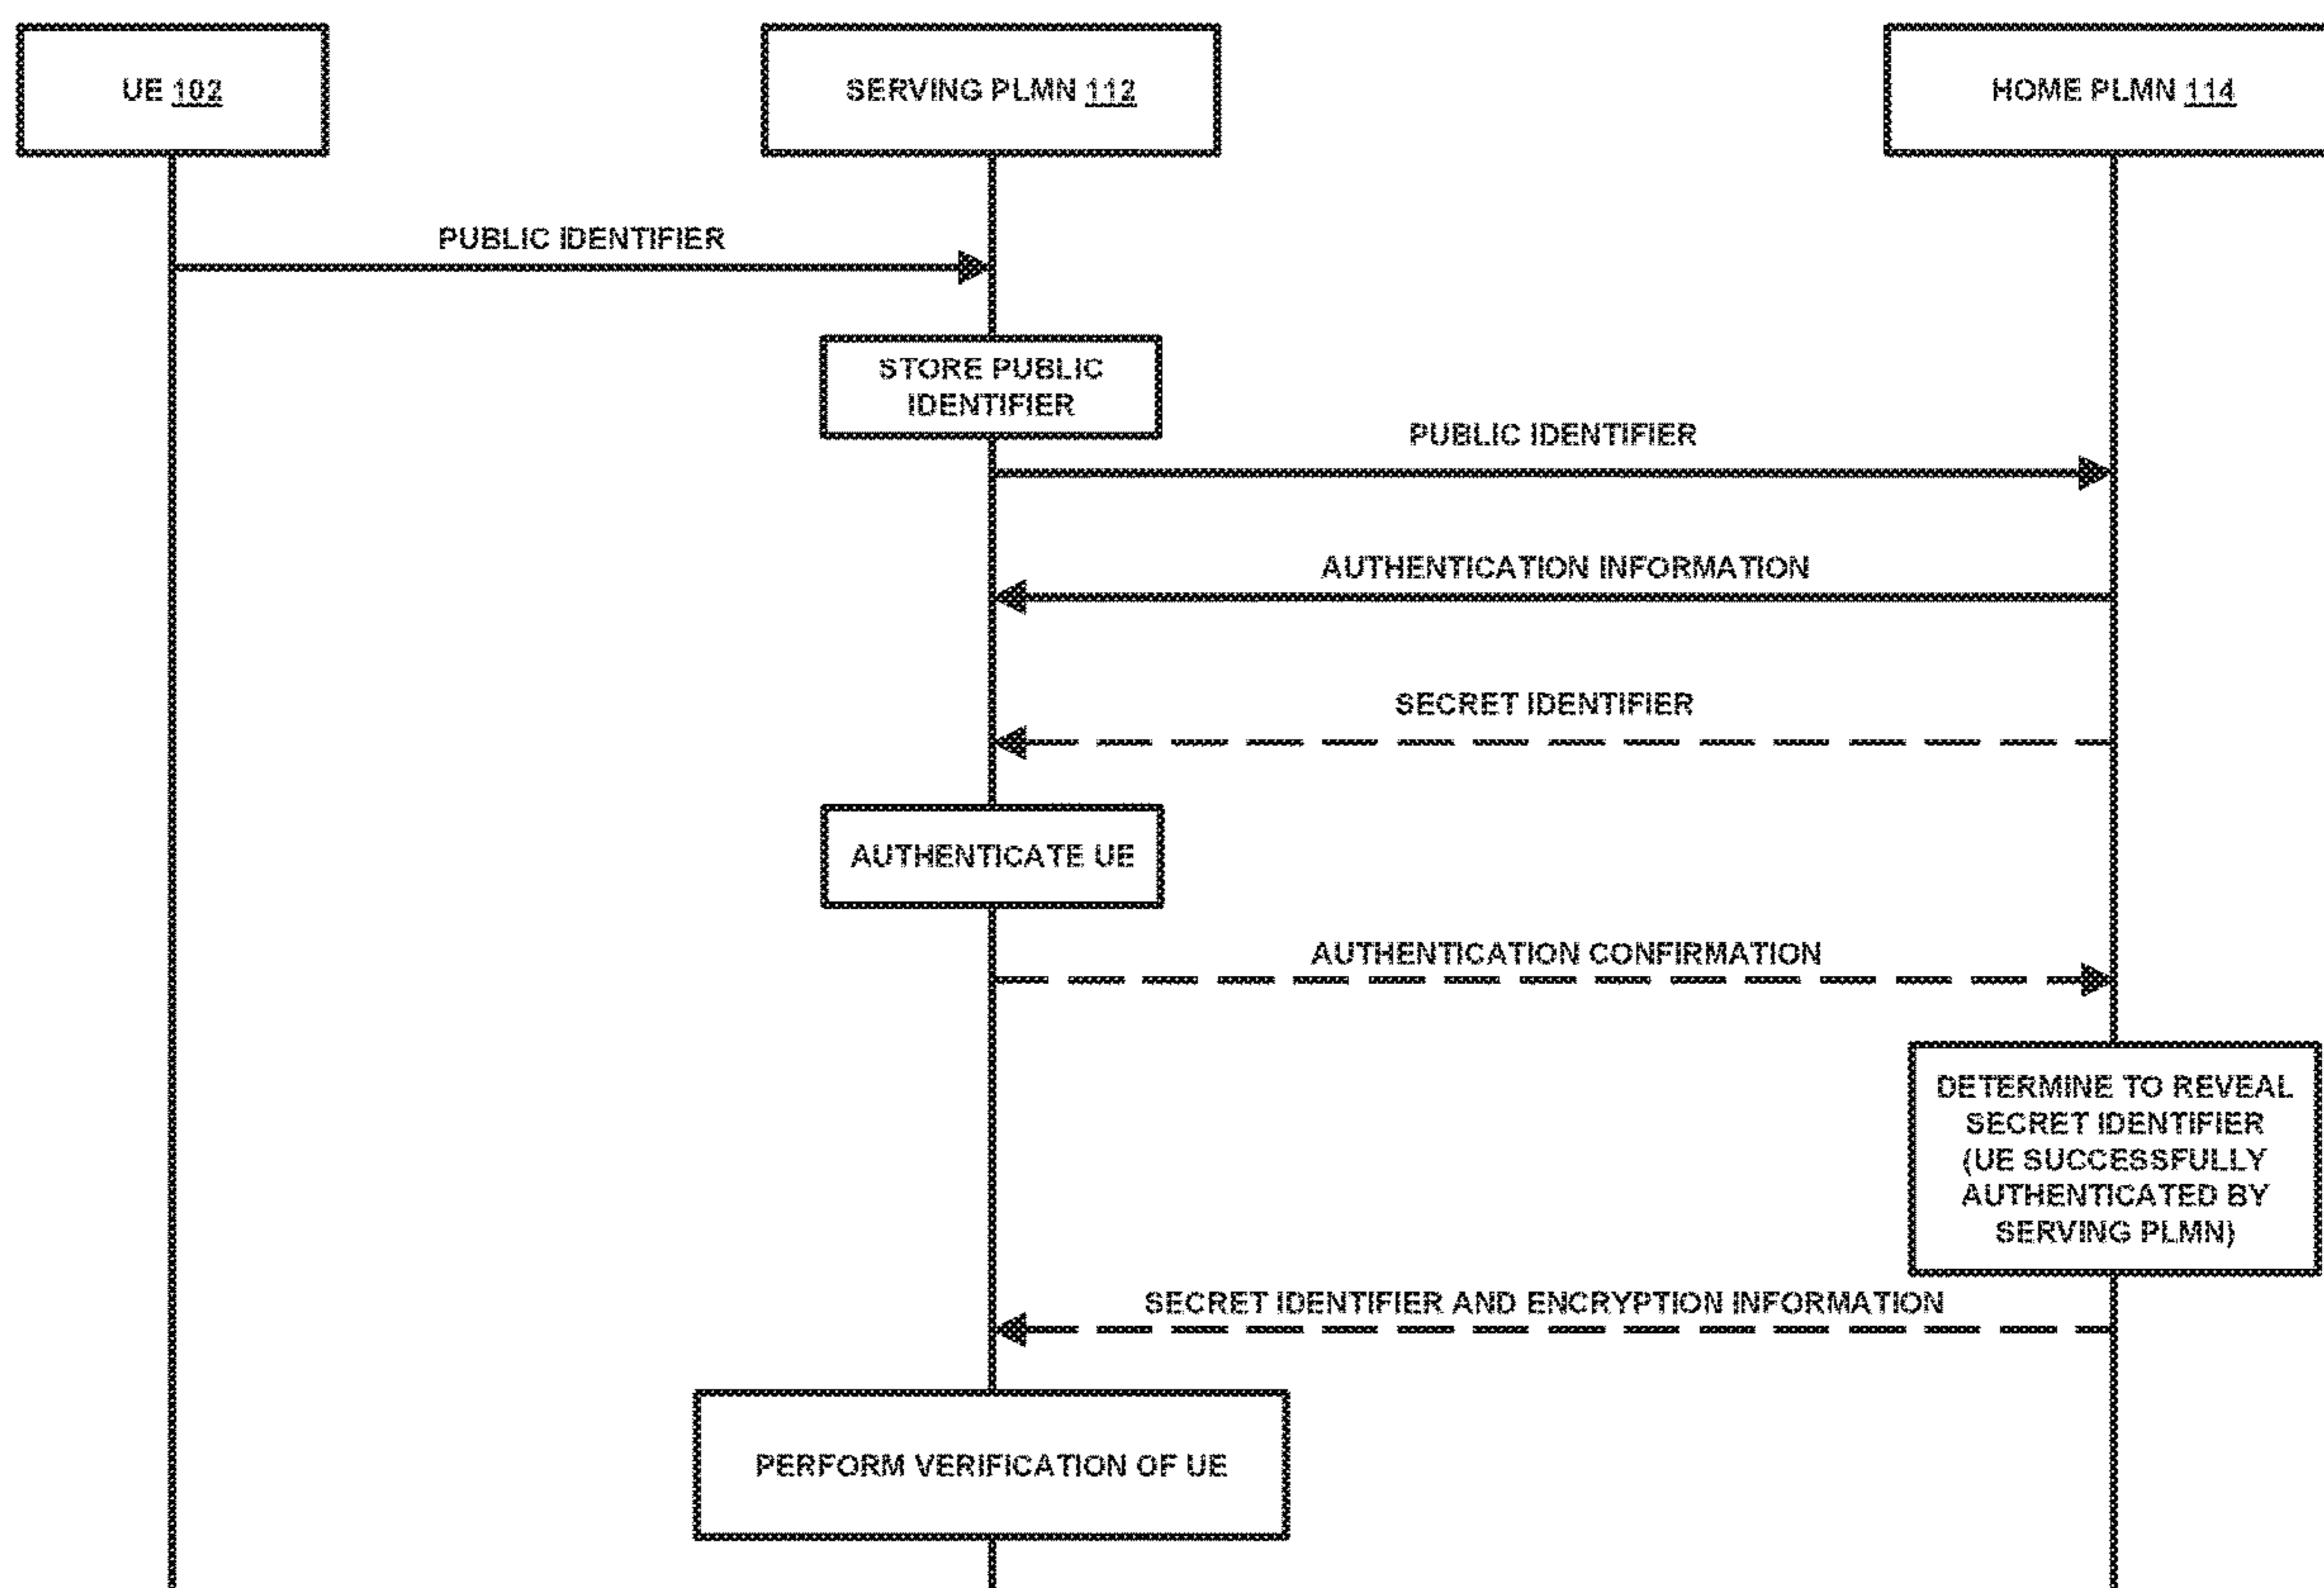 UE 102
SERVING PLMN 112
HOME PLMN 114
PUBLIC IDENTIFIER
STORE PUBLIC
IDENTIFIER
PUBLIC IDENTIFIER
AUTHENTICATION INFORMATION
SECRET IDENTIFIER
AUTHENTICATE UE
AUTHENTICATION CONFIRMATION
DETERMINE TO REVEAL
SECRET IDENTIFIER
(UE SUCCESSFULLY
AUTHENTICATED BY
SERVING PLMN)
SECRET IDENTIFIER AND ENCRYPTION INFORMATION
PERFORM VERIFICATION OF UE